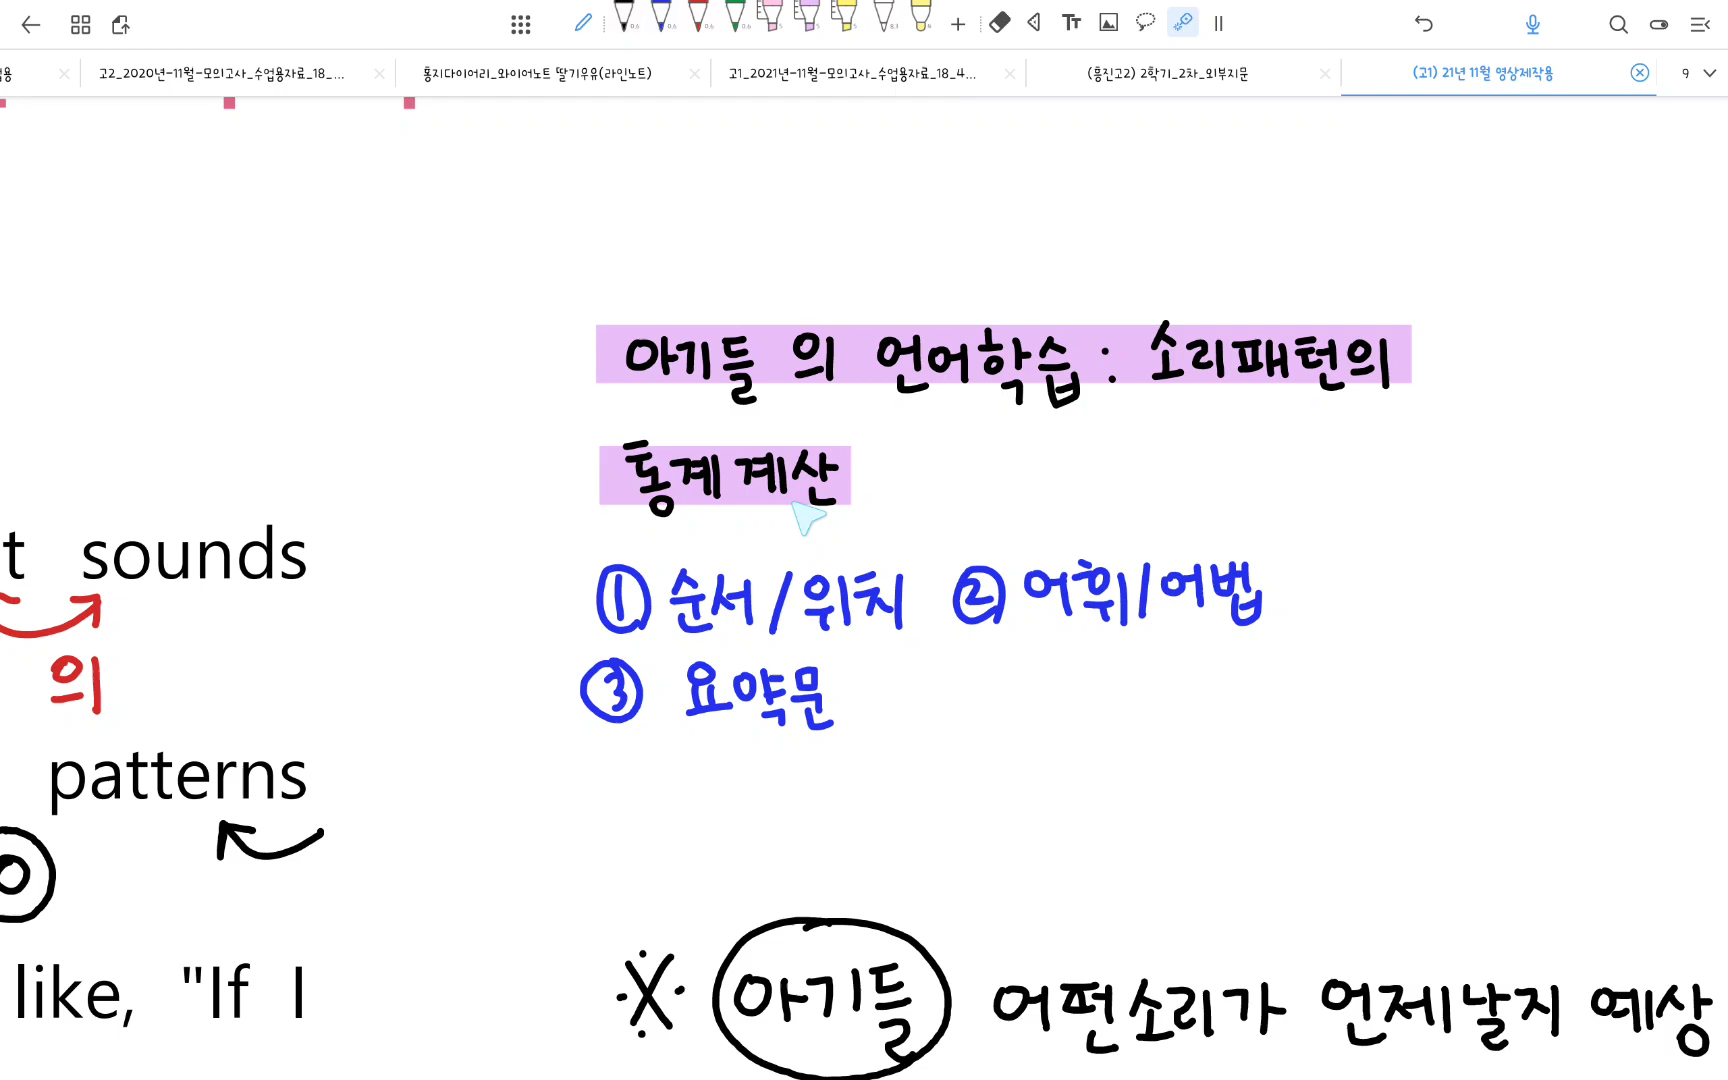 용
고2_2020년-11월-모의고사_수업용자료_18_...
통지다이어리_와이어노트 딸기우유(라인노트)
고1_2021년-11월-모의고사_수업용자료_18_4...
(흥진고2) 2학기_2차_외부지문
(고1) 21년 11월 영상제작용
9
아기들의 언어학습 : 소리패턴의
통계 계산
t sounds
① 순서/위치 ② 어휘/어법
의
③ 요약문
patterns
like, "If I
※ 아기들 어떤소리가 언제날지 예상